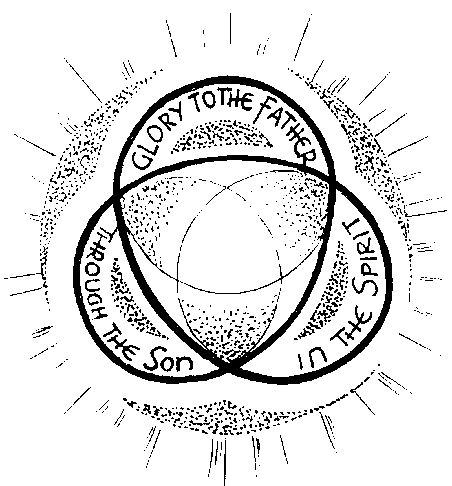 GLORY TO THE FATHER
THROUGH THE SON
IN THE SPIRIT